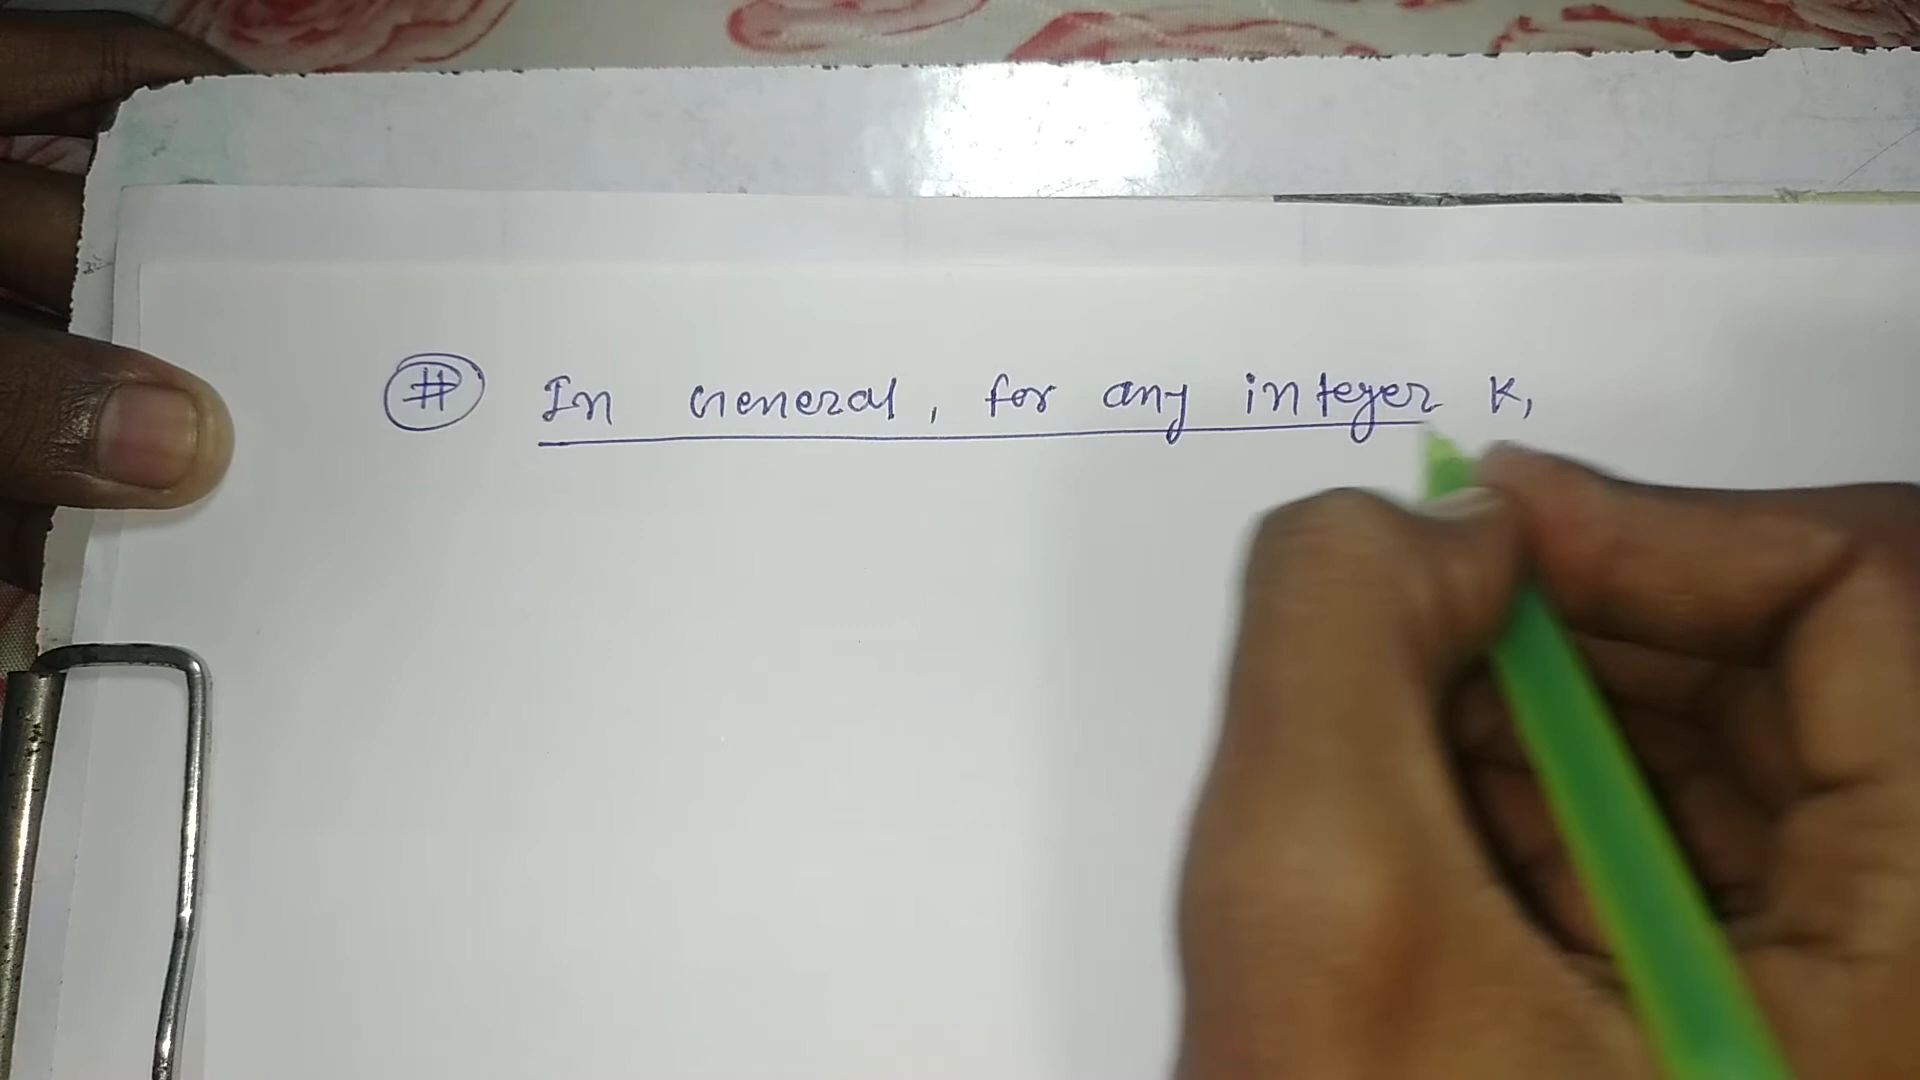 # In General, for any integer K,